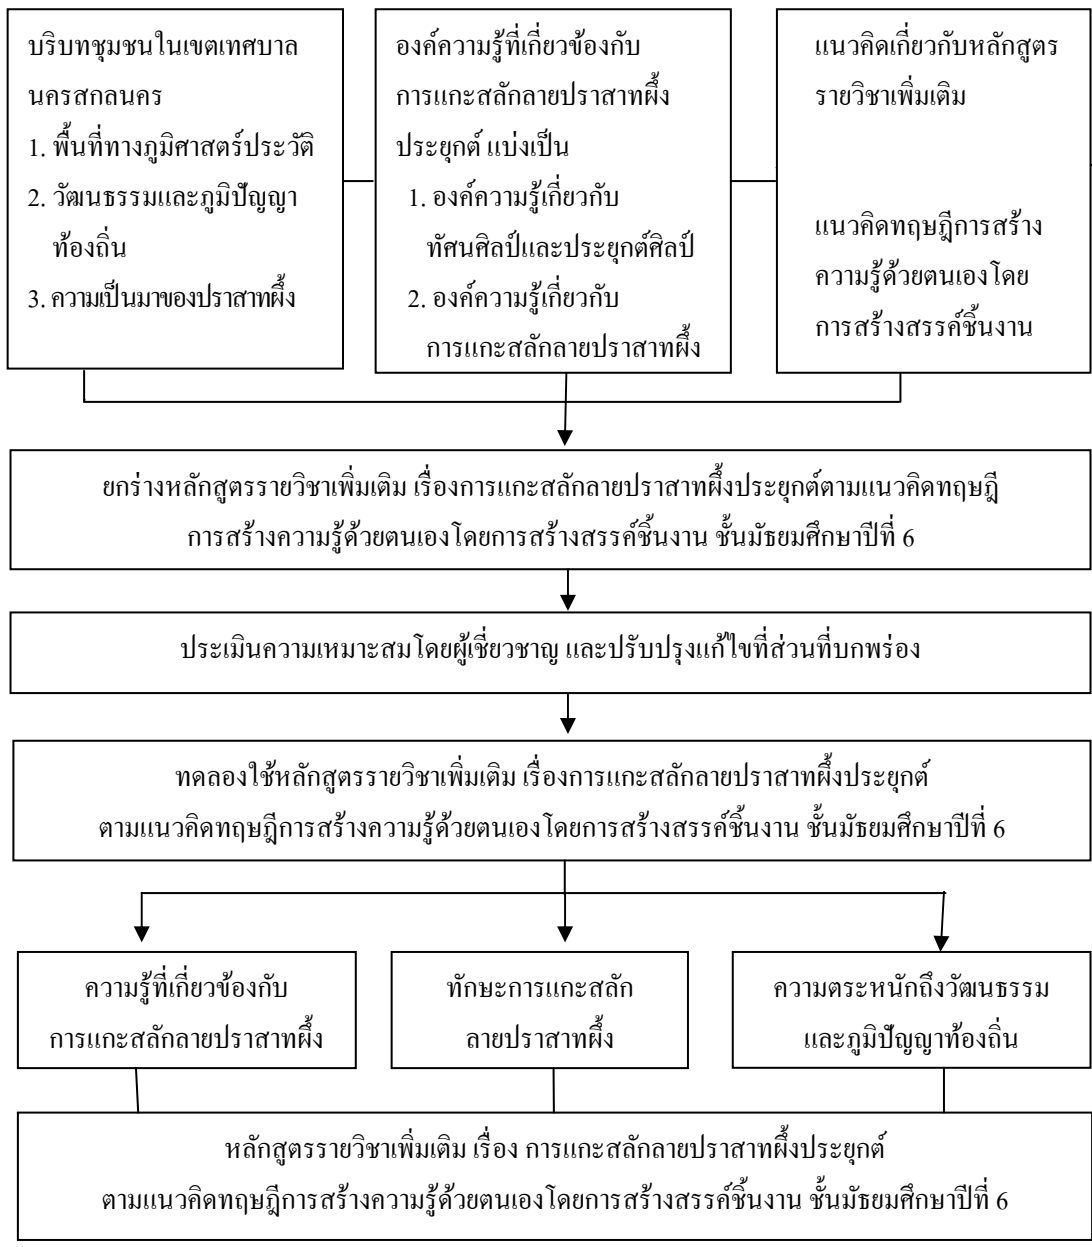 บริบทชุมชนในเขตเทศบาล
นครสกลนคร
1. พื้นที่ทางภูมิศาสตร์ประวัติ
2. วัฒนธรรมและภูมิปัญญา
ท้องถิ่น
3. ความเป็นมาของปราสาทผึ้ง
องค์ความรู้ที่เกี่ยวข้องกับ
การแกะสลักลายปราสาทผึ้ง
ประยุกต์ แบ่งเป็น
1. องค์ความรู้เกี่ยวกับ
ทัศนศิลป์และประยุกต์ศิลป์
2. องค์ความรู้เกี่ยวกับ
การแกะสลักลายปราสาทผึ้ง
แนวคิดเกี่ยวกับหลักสูตร
รายวิชาเพิ่มเติม
แนวคิดทฤษฎีการสร้าง
ความรู้ด้วยตนเองโดย
การสร้างสรรค์ชิ้นงาน
ยกร่างหลักสูตรรายวิชาเพิ่มเติม เรื่องการแกะสลักลายปราสาทผึ้งประยุกต์ตามแนวคิดทฤษฎี
การสร้างความรู้ด้วยตนเองโดยการสร้างสรรค์ชิ้นงาน ชั้นมัธยมศึกษาปีที่ 6
ประเมินความเหมาะสมโดยผู้เชี่ยวชาญ และปรับปรุงแก้ไขที่ส่วนที่บกพร่อง
ทดลองใช้หลักสูตรรายวิชาเพิ่มเติม เรื่องการแกะสลักลายปราสาทผึ้งประยุกต์
ตามแนวคิดทฤษฎีการสร้างความรู้ด้วยตนเองโดยการสร้างสรรค์ชิ้นงาน ชั้นมัธยมศึกษาปีที่ 6
ความรู้ที่เกี่ยวข้องกับ
การแกะสลักลายปราสาทผึ้ง
ทักษะการแกะสลัก
ลายปราสาทผึ้ง
ความตระหนักถึงวัฒนธรรม
และภูมิปัญญาท้องถิ่น
หลักสูตรรายวิชาเพิ่มเติม เรื่อง การแกะสลักลายปราสาทผึ้งประยุกต์
ตามแนวคิดทฤษฎีการสร้างความรู้ด้วยตนเองโดยการสร้างสรรค์ชิ้นงาน ชั้นมัธยมศึกษาปีที่ 6